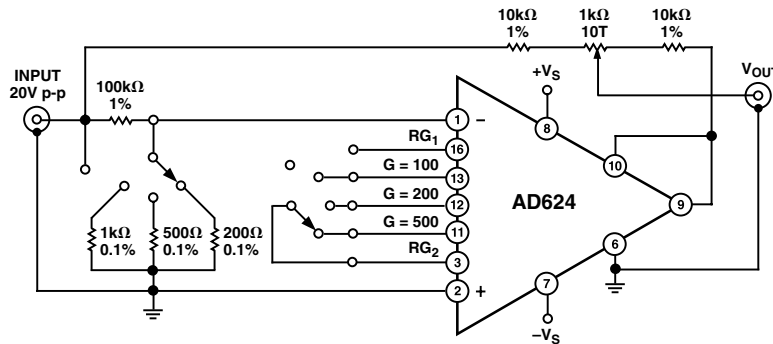 10kΩ
1%
1kΩ
10T
10kΩ
1%
INPUT
20V p-p
100kΩ
1%
+VS
VOUT
1
–
8
RG1
16
G = 100
13
10
G = 200
12
AD624
9
G = 500
11
1kΩ
0.1%
500Ω
0.1%
200Ω
0.1%
RG2
3
6
2
+
7
–VS